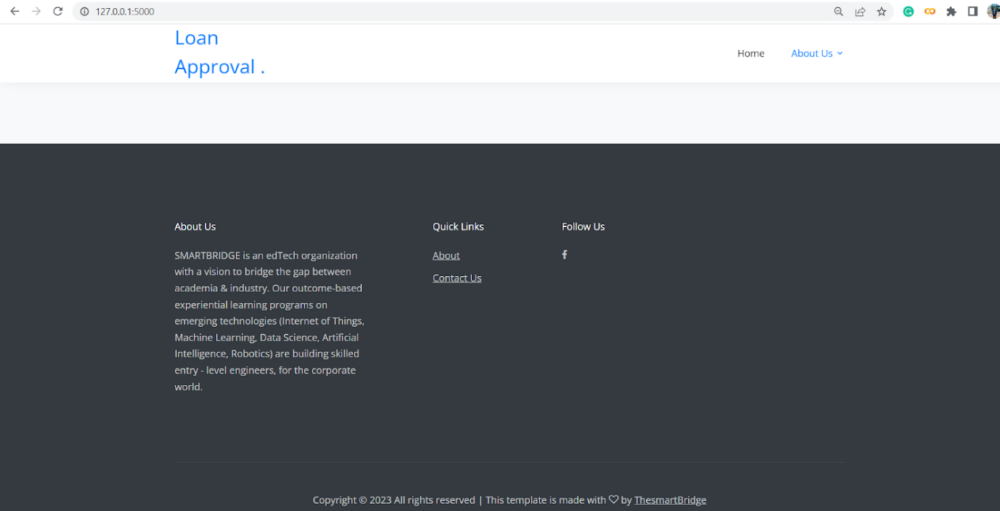 127.0.0.1:5000
Loan
Approval .
Home
About Us
About Us
SMARTBRIDGE is an edTech organization
with a vision to bridge the gap between
academia & industry. Our outcome-based
experiential learning programs on
emerging technologies (Internet of Things,
Machine Learning, Data Science, Artificial
Intelligence, Robotics) are building skilled
entry - level engineers, for the corporate
world.
Quick Links
About
Contact Us
Follow Us
Copyright © 2023 All rights reserved | This template is made with ♡ by ThesmartBridge